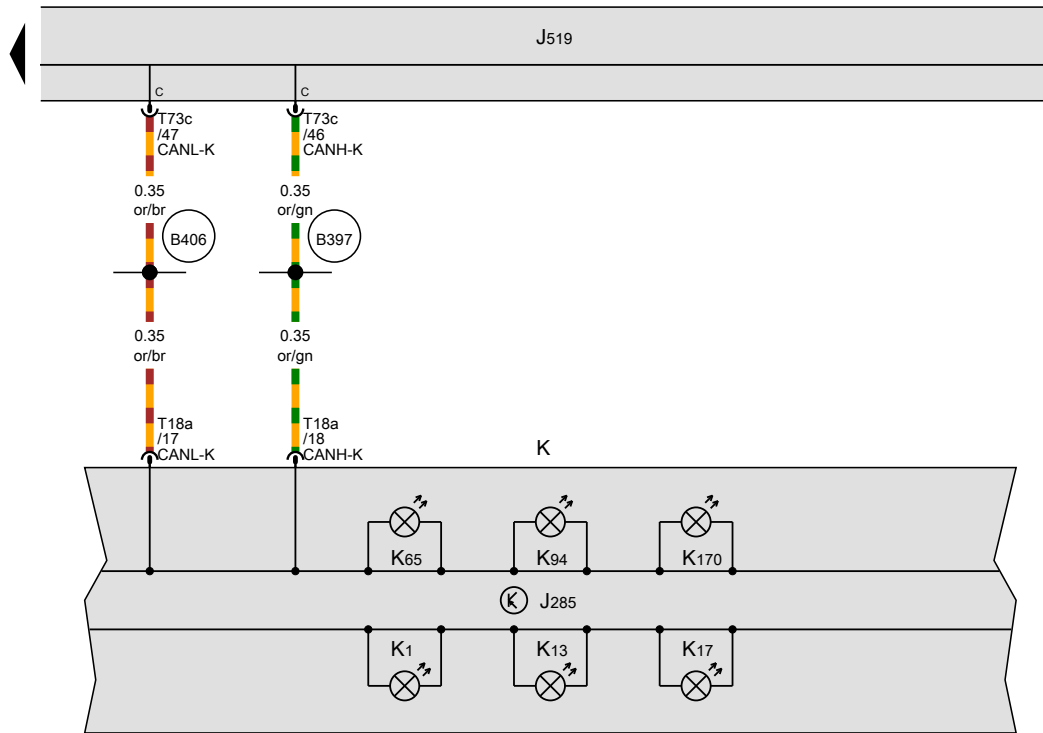 J519
C
C
T73c
/47
CANL-K
T73c
/46
CANH-K
0.35
or/br
0.35
or/gn
B406
B397
0.35
or/br
0.35
or/gn
T18a
/17
CANL-K
T18a
/18
CANH-K
K
K65
K94
K170
J285
K1
K13
K17